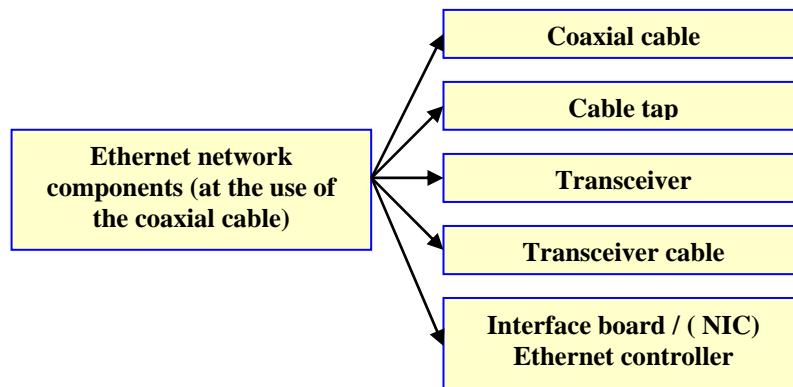 Ethernet network
components (at the use of
the coaxial cable)
Coaxial cable
Cable tap
Transceiver
Transceiver cable
Interface board / ( NIC)
Ethernet controller